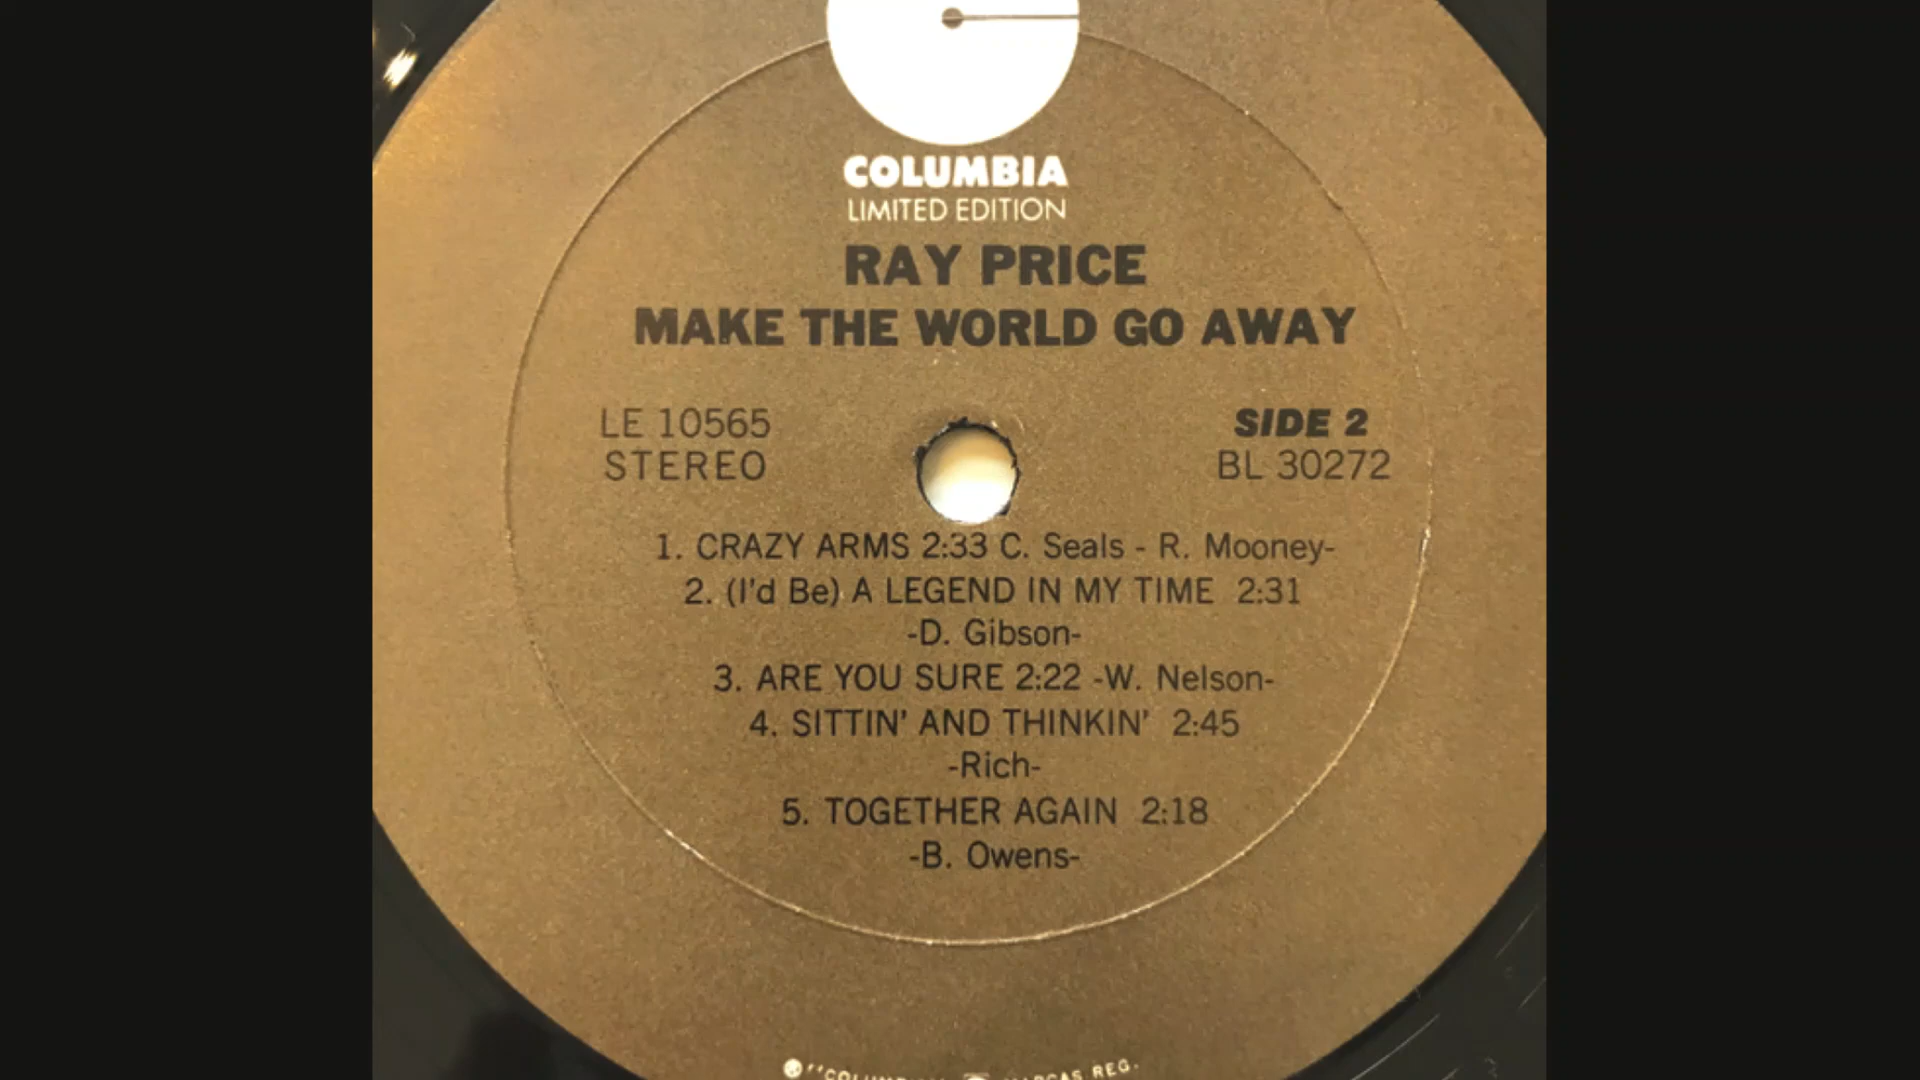 COLUMBIA
LIMITED EDITION
RAY PRICE
MAKE THE WORLD GO AWAY
LE 10565
STEREO
SIDE 2
BL 30272
1. CRAZY ARMS 2:33 C. Seals - R. Mooney-
2. (I'd Be) A LEGEND IN MY TIME 2:31
-D. Gibson-
3. ARE YOU SURE 2:22 -W. Nelson-
4. SITTIN' AND THINKIN' 2:45
-Rich-
5. TOGETHER AGAIN 2:18
-B. Owens-
REG.